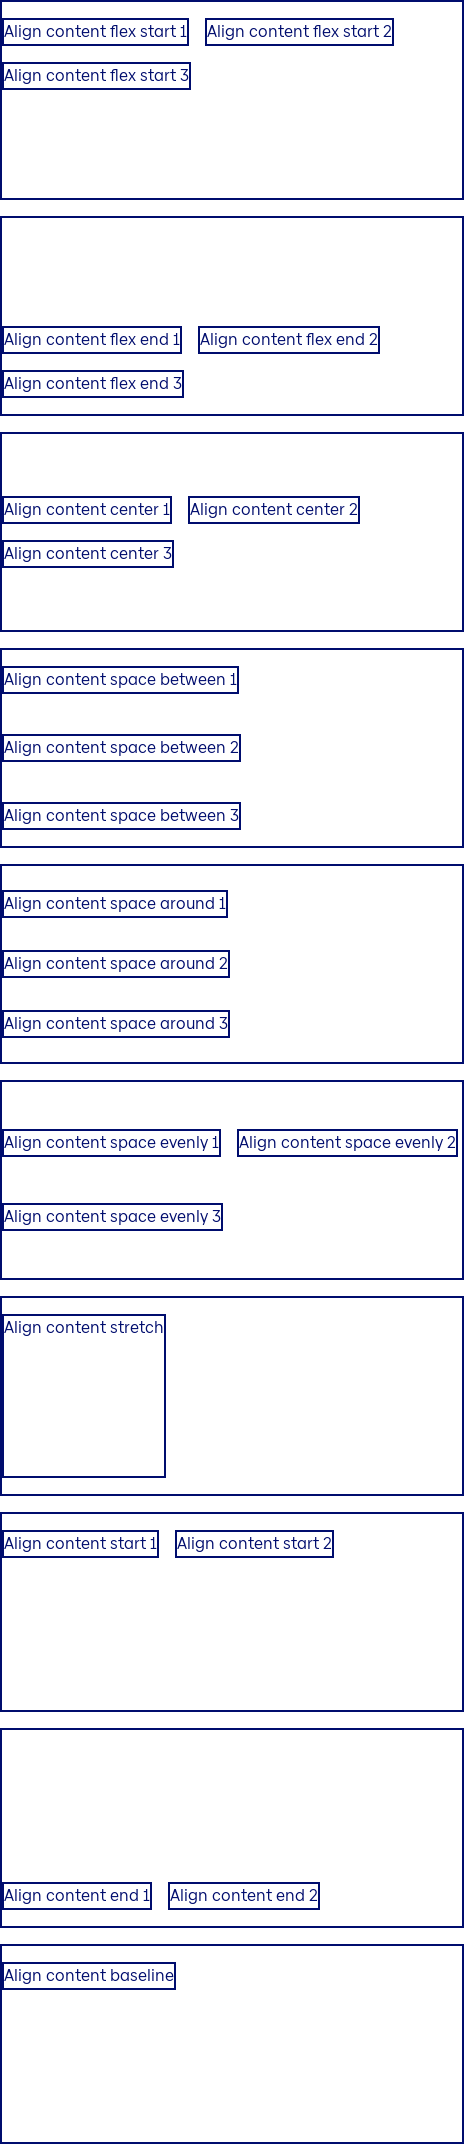 Align content flex start 1 Align content flex start 2
Align content flex start 3
Align content flex end 1 Align content flex end 2
Align content flex end 3
Align content center 1 Align content center 2
Align content center 3
Align content space between 1
Align content space between 2
Align content space between 3
Align content space around 1
Align content space around 2
Align content space around 3
Align content space evenly 1 Align content space evenly 2
Align content space evenly 3
Align content stretch
Align content start 1 Align content start 2
Align content end 1 Align content end 2
Align content baseline